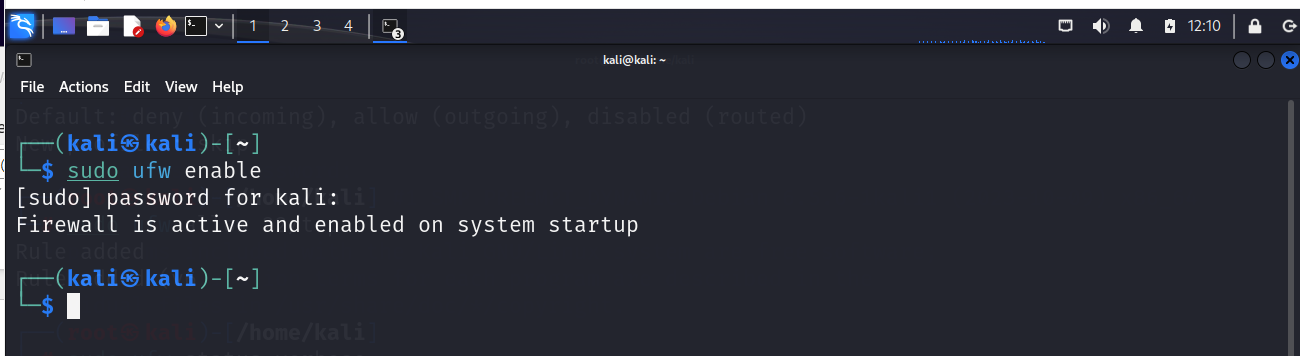 1 2 3 4 3 12:10
kali@kali: ~
File Actions Edit View Help
Default: deny (incoming), allow (outgoing), disabled (routed)
┌──(kali㉿kali)-[~]
└─$ sudo ufw enable
[sudo] password for kali:
Firewall is active and enabled on system startup
Rule added
┌──(kali㉿kali)-[~]
└─$
/home/kali]